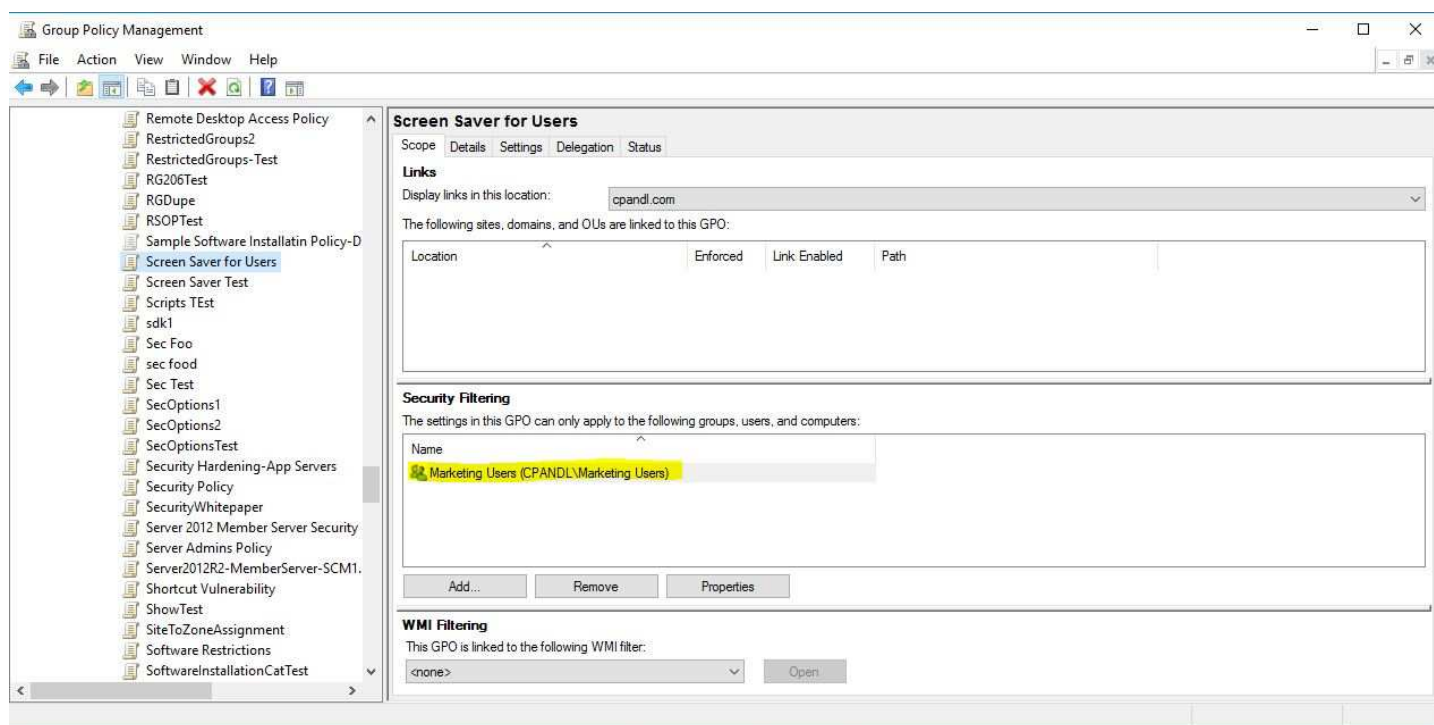 Group Policy Management
File Action View Window Help
Remote Desktop Access Policy
RestrictedGroups2
RestrictedGroups-Test
RG206Test
RGDupe
RSOPTest
Sample Software Installatin Policy-D
Screen Saver for Users
Screen Saver Test
Scripts TEst
sdk1
Sec Foo
sec food
Sec Test
SecOptions1
SecOptions2
SecOptionsTest
Security Hardening-App Servers
Security Policy
SecurityWhitepaper
Server 2012 Member Server Security
Server Admins Policy
Server2012R2-MemberServer-SCM1.
Shortcut Vulnerability
ShowTest
SiteToZoneAssignment
Software Restrictions
SoftwareInstallationCatTest
Screen Saver for Users
Scope Details Settings Delegation Status
Links
Display links in this location: cpandl.com
The following sites, domains, and OUs are linked to this GPO:
Location Enforced Link Enabled Path
Security Filtering
The settings in this GPO can only apply to the following groups, users, and computers:
Name
Marketing Users (CPANDL\Marketing Users)
Add... Remove Properties
WMI Filtering
This GPO is linked to the following WMI filter:
<none> Open